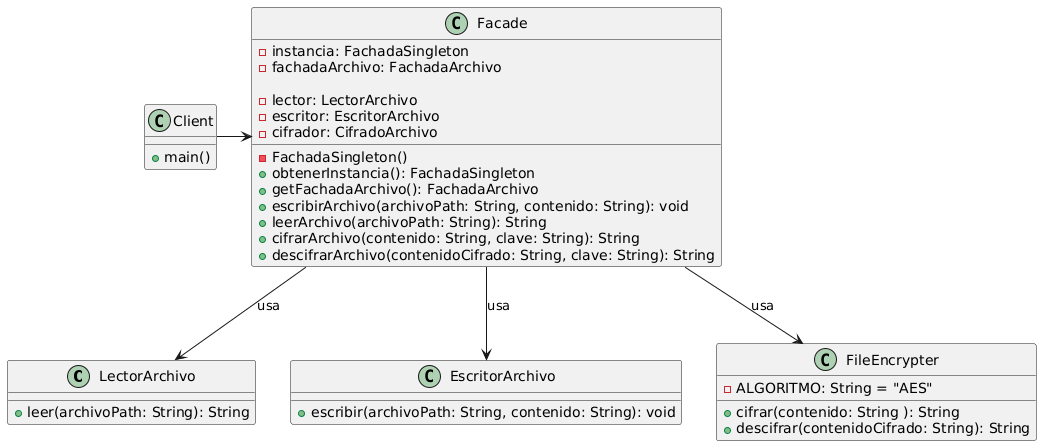 C Facade
instancia: FachadaSingleton
fachadaArchivo: FachadaArchivo
lector: LectorArchivo
escritor: EscritorArchivo
cifrador: CifradoArchivo
FachadaSingleton()
obtenerInstancia(): FachadaSingleton
getFachadaArchivo(): FachadaArchivo
escribirArchivo(archivoPath: String, contenido: String): void
leerArchivo(archivoPath: String): String
cifrarArchivo(contenido: String, clave: String): String
descifrarArchivo(contenidoCifrado: String, clave: String): String
C Client
main()
usa
usa
usa
C LectorArchivo
leer(archivoPath: String): String
C EscritorArchivo
escribir(archivoPath: String, contenido: String): void
C FileEncrypter
ALGORITMO: String = "AES"
cifrar(contenido: String ): String
descifrar(contenidoCifrado: String): String